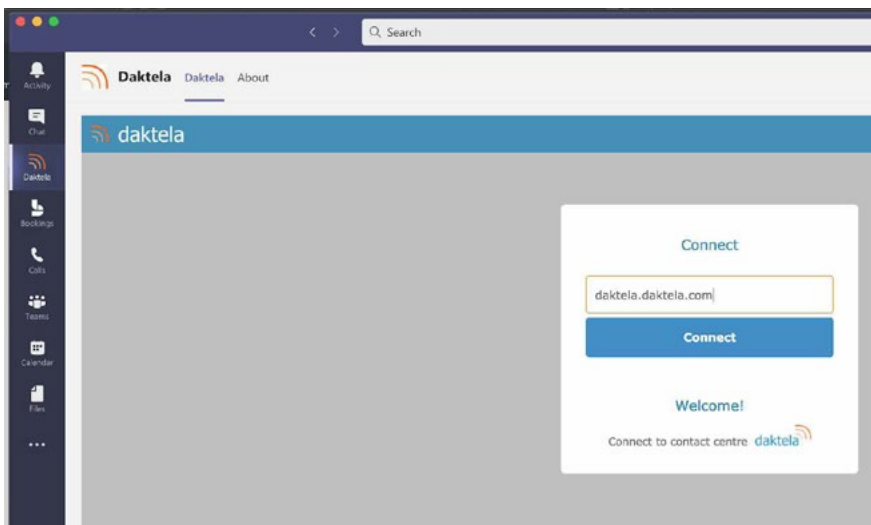 Search
Activity
Daktela Daktela About
Chat
daktela
Daktela
Bookings
Calls
Teams
Calendar
Files
Connect
daktela.daktela.com
Connect
Welcome!
Connect to contact centre daktela